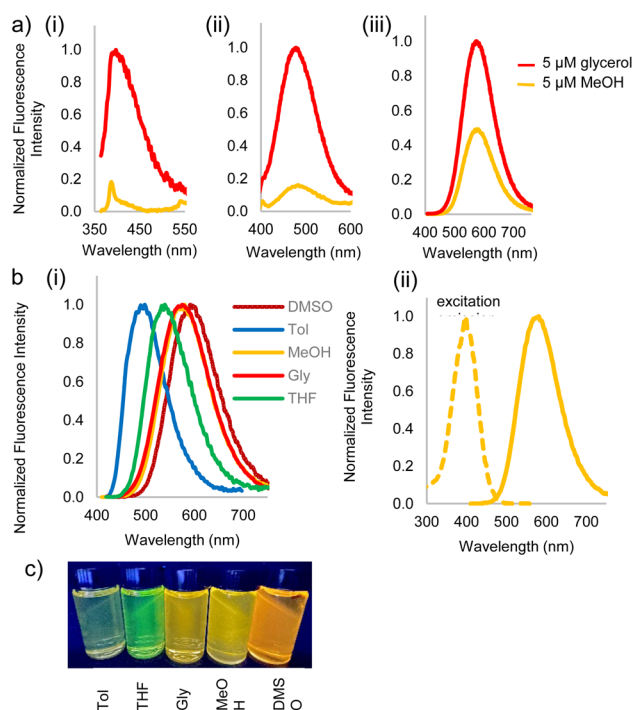 a) (i) (ii) (iii)
Normalized Fluorescence
Intensity
1.0
0.8
0.6
0.4
0.2
0.0
350 450 550
Wavelength (nm)
1.0
0.8
0.6
0.4
0.2
0.0
400 500 600
Wavelength (nm)
1.0
0.8
0.6
0.4
0.2
0.0
400 500 600 700
Wavelength (nm)
5 µM glycerol
5 µM MeOH
b (i) (ii)
Normalized Fluorescence Intensity
1.0
0.8
0.6
0.4
0.2
0.0
400 500 600 700
Wavelength (nm)
DMSO
Tol
MeOH
Gly
THF
excitation
Normalized Fluorescence
Intensity
1.0
0.8
0.6
0.4
0.2
0.0
300 400 500 600 700
Wavelength (nm)
c)
Tol
THF
Gly
MeO
H
DMS
O